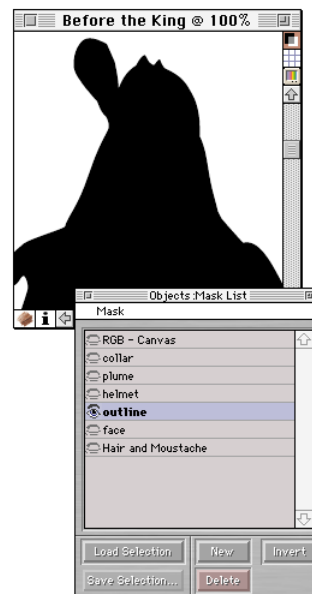 Before the King @ 100%
i
Objects :Mask List
Mask
RGB - Canvas
collar
plume
helmet
outline
face
Hair and Moustache
Load Selection
New
Invert
Save Selection...
Delete